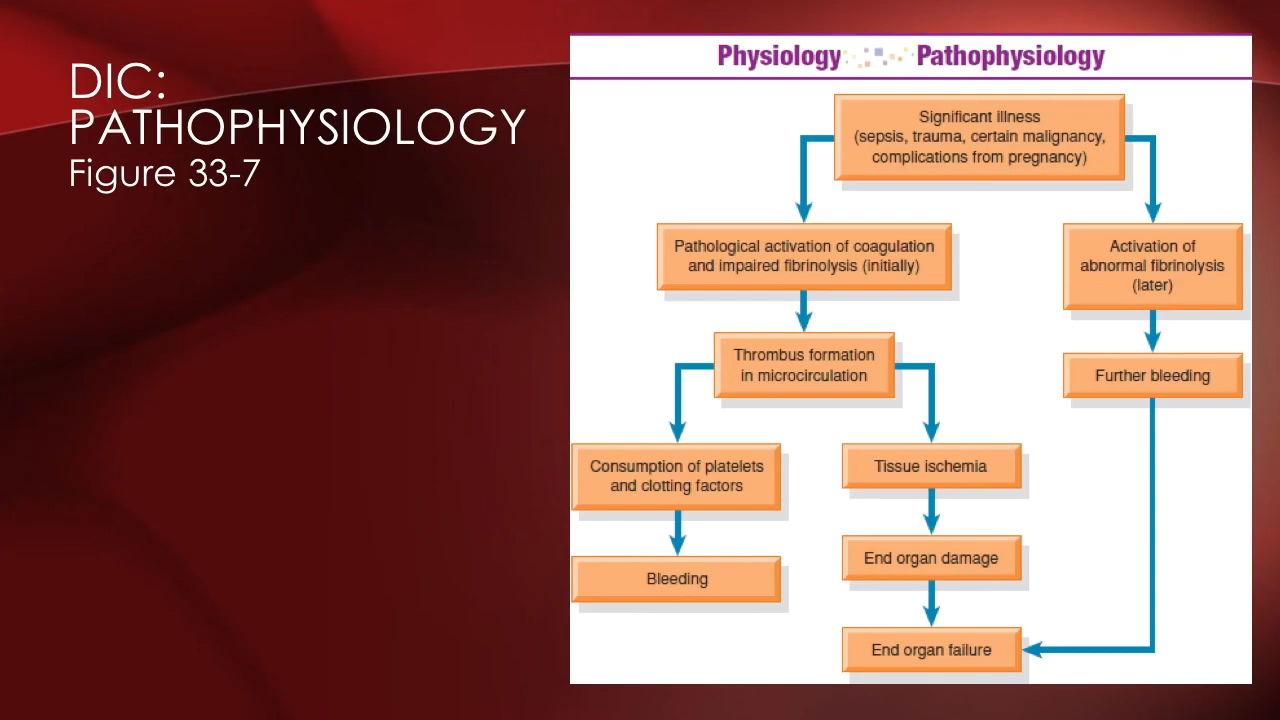 DIC:
PATHOPHYSIOLOGY
Figure 33-7
Physiology Pathophysiology
Significant illness
(sepsis, trauma, certain malignancy,
complications from pregnancy)
Pathological activation of coagulation
and impaired fibrinolysis (initially)
Activation of
abnormal fibrinolysis
(later)
Thrombus formation
in microcirculation
Further bleeding
Consumption of platelets
and clotting factors
Tissue ischemia
End organ damage
Bleeding
End organ failure